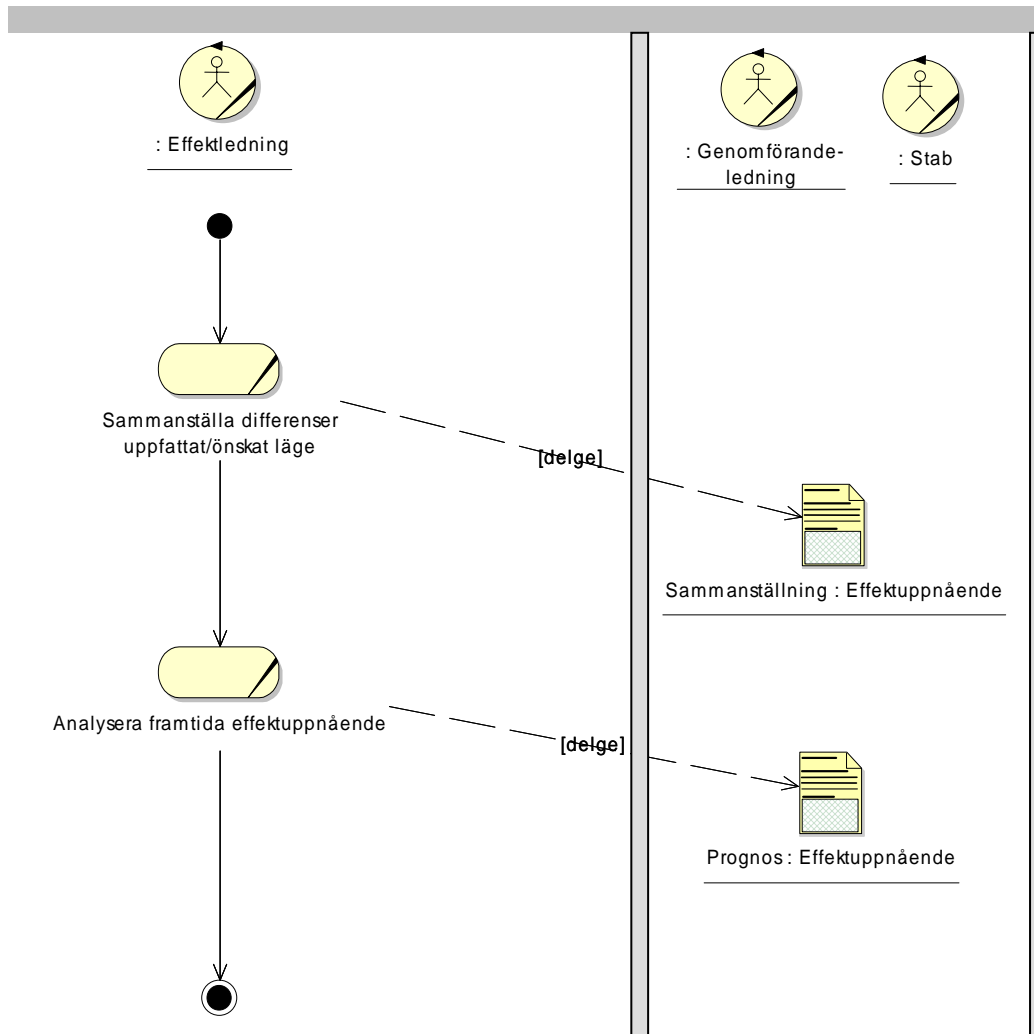 : Effektledning
: Genomförande-
ledning
: Stab
Sammanställa differenser
uppfattat/önskat läge
[delge]
Sammanställning : Effektuppnående
Analysera framtida effektuppnående
[delge]
Prognos : Effektuppnående